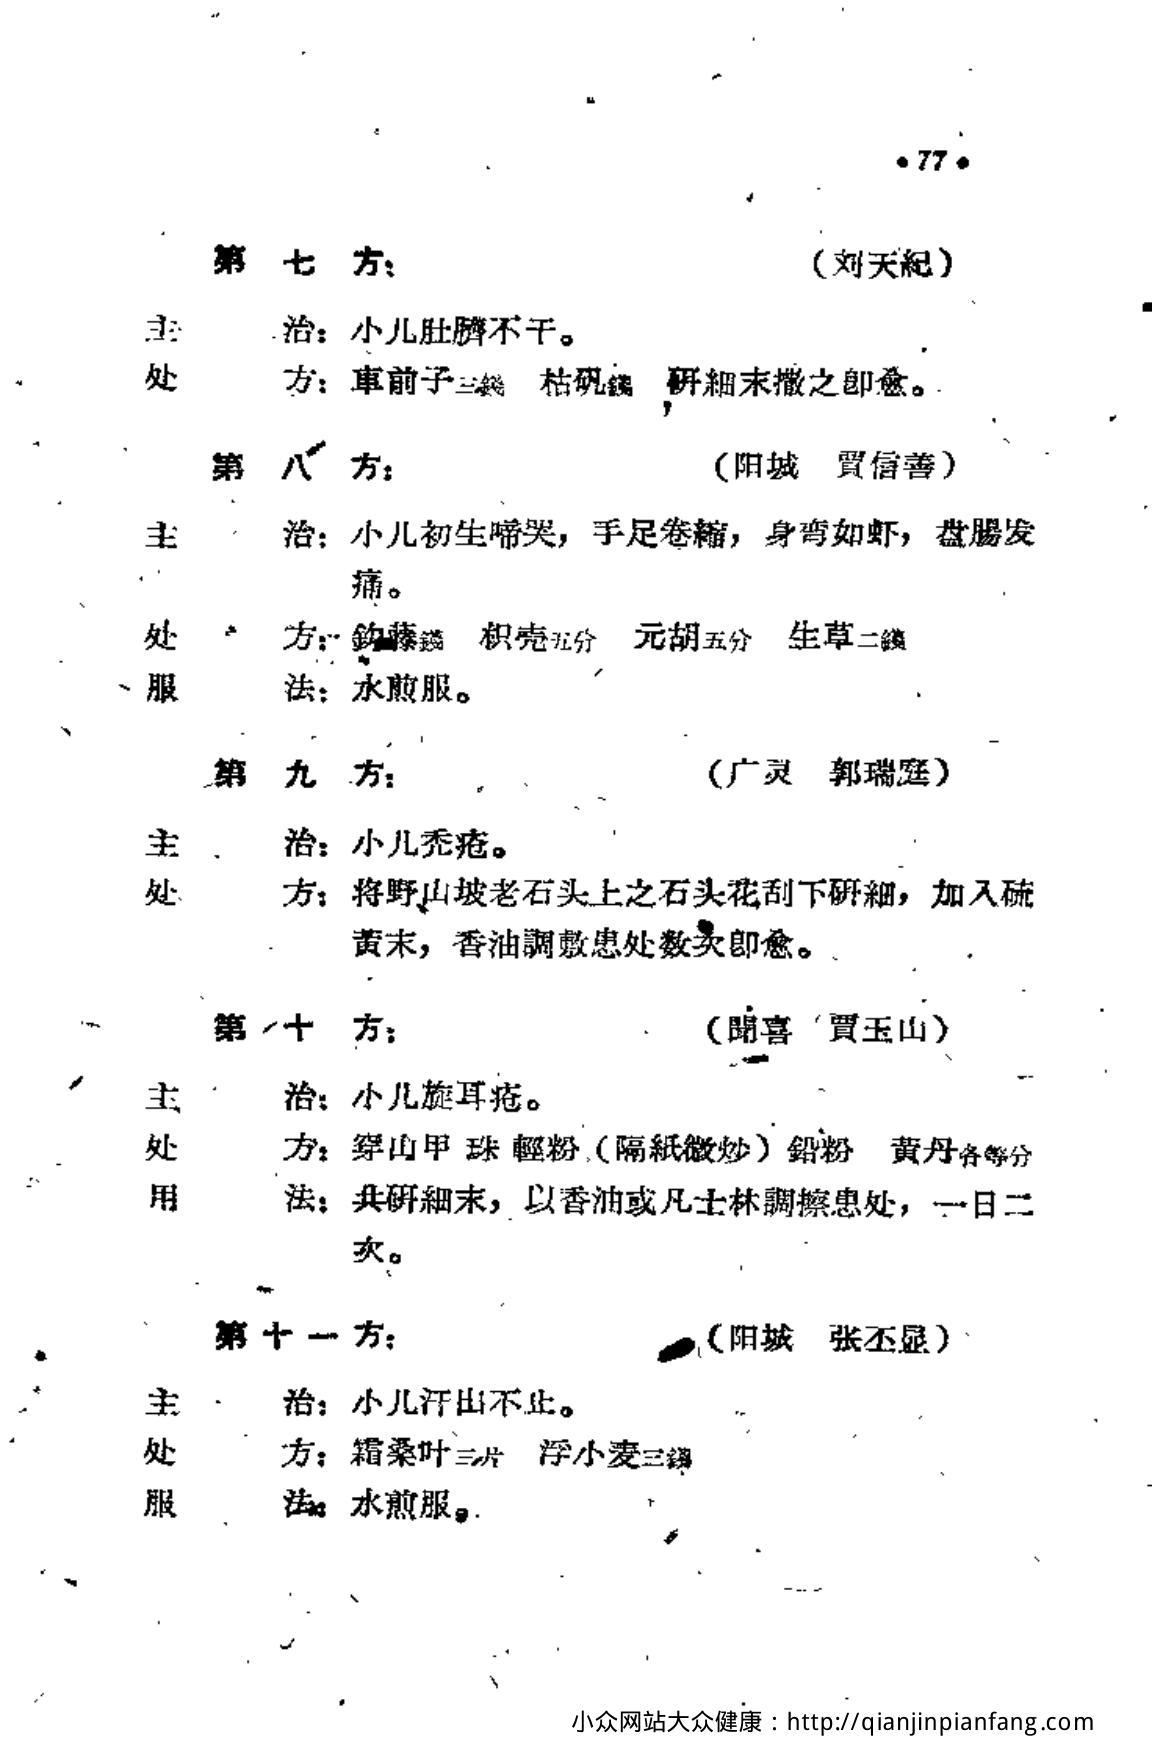 • 77 •
第七方： （刘天紀）
主治：小儿肚臍不干。
处方：車前子三錢 枯矾錢 研細末撒之卽愈。
第八方： （阳城 賈信善）
主治：小儿初生啼哭，手足卷縮，身弯如虾，盘腸发
痛。
处方：鈎藤錢 枳壳五分 元胡五分 生草二錢
服法：水煎服。
第九方： （广灵 郭瑞庭）
主治：小儿禿疮。
处方：将野山坡老石头上之石头花刮下研細，加入硫
黄末，香油調敷患处数次卽愈。
第十方： （聞喜 賈玉山）
主治：小儿旋耳疮。
处方：穿山甲珠 輕粉（隔紙微炒）鉛粉 黄丹各等分
用法：共研細末，以香油或凡士林調擦患处，一日二
次。
第十一方： （阳城 张丕显）
主治：小儿汗出不止。
处方：霜桑叶三片 浮小麦三錢
服法：水煎服。
小众网站大众健康：http://qianjinpianfang.com